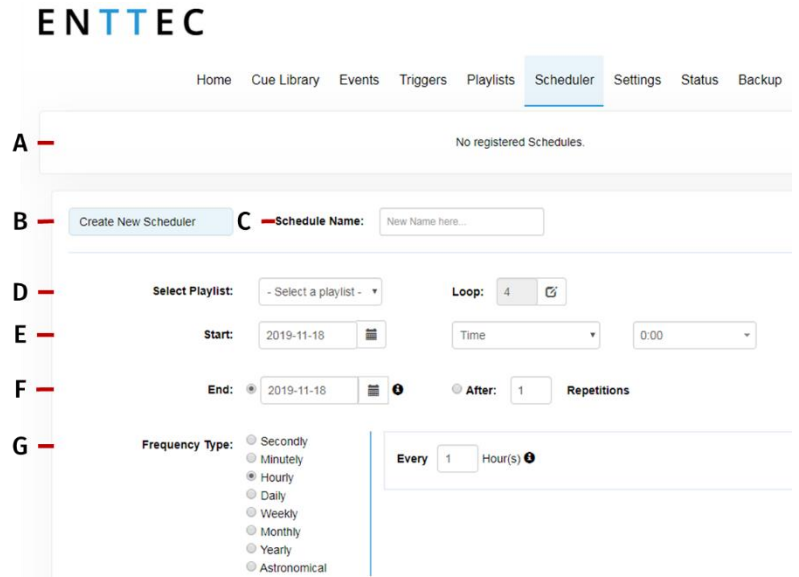 ENTTEC
Home Cue Library Events Triggers Playlists Scheduler Settings Status Backup
A No registered Schedules.
B Create New Scheduler C Schedule Name: New Name here...
D Select Playlist: - Select a playlist - Loop: 4
E Start: 2019-11-18 Time 0:00
F End: 2019-11-18 After: 1 Repetitions
G Frequency Type: Secondly
Minutely
Every 1 Hour(s)
Hourly
Daily
Weekly
Monthly
Yearly
Astronomical